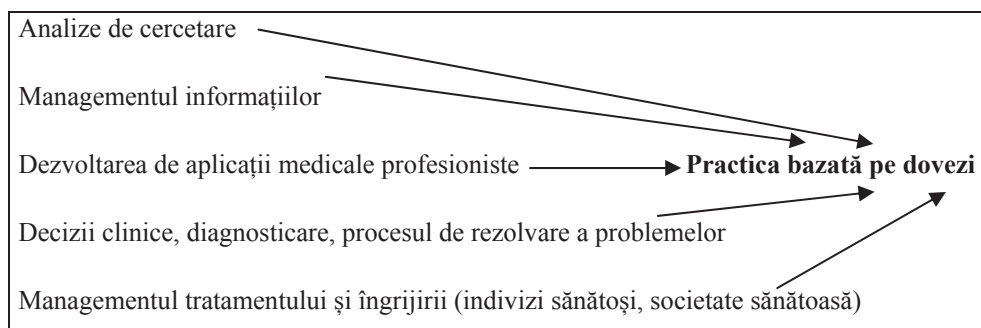 Analize de cercetare
Managementul informațiilor
Dezvoltarea de aplicații medicale profesioniste Practica bazată pe dovezi
Decizii clinice, diagnosticare, procesul de rezolvare a problemelor
Managementul tratamentului și îngrijirii (indivizi sănătoși, societate sănătoasă)